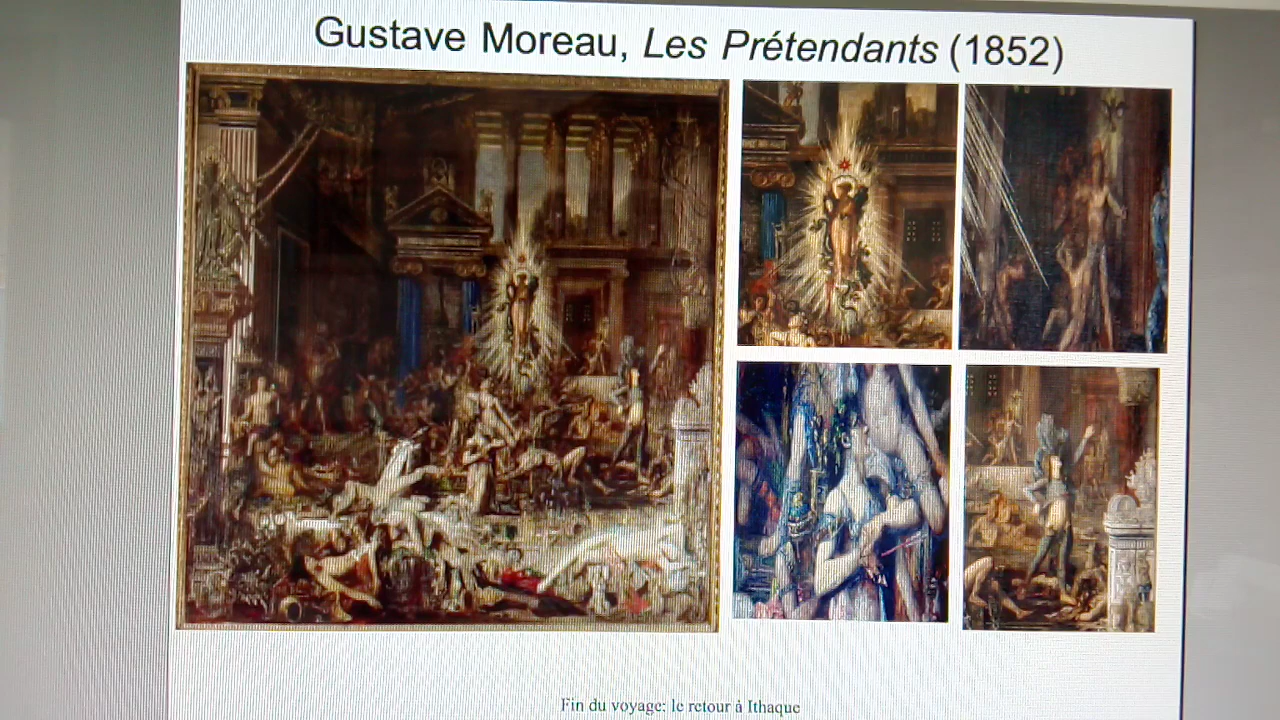 Gustave Moreau, Les Prétendants (1852)
Fin du voyage: le retour à Ithaque